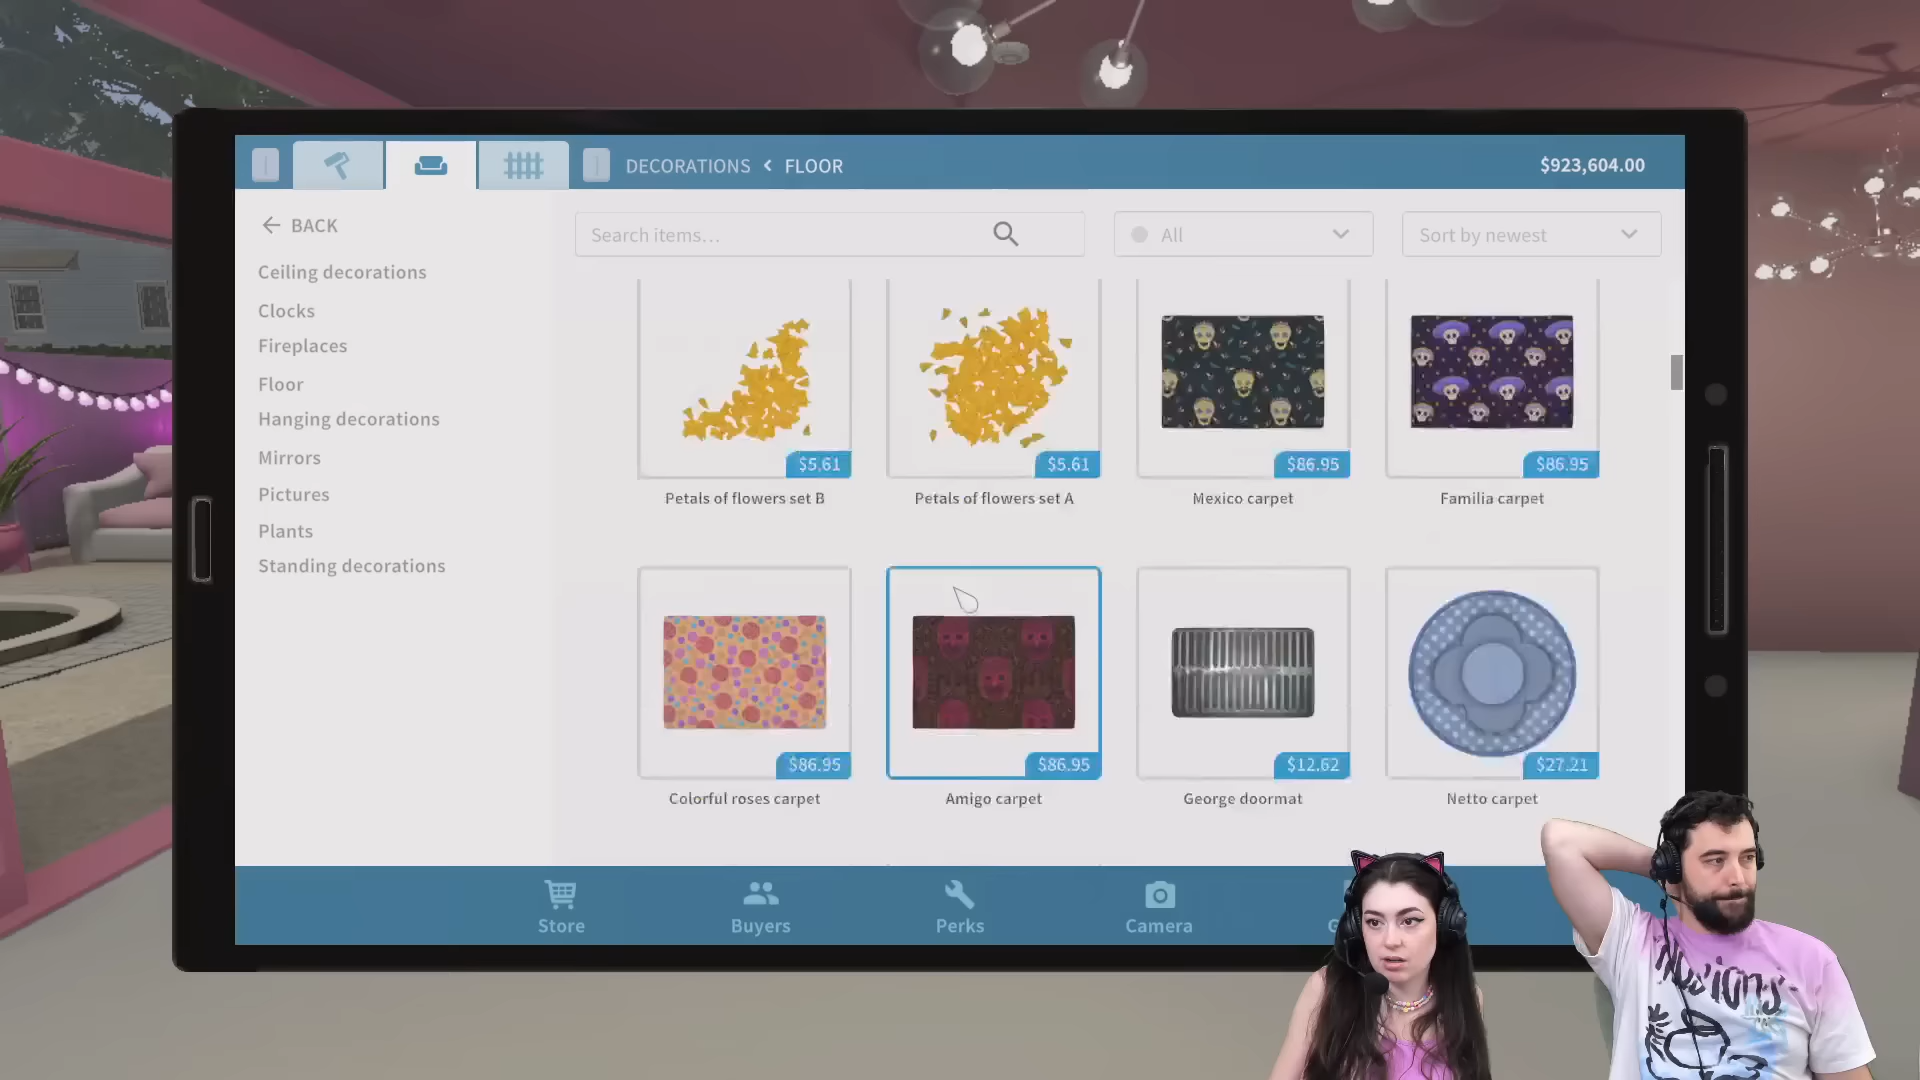 DECORATIONS < FLOOR
$923,604.00
BACK
Ceiling decorations
Clocks
Fireplaces
Floor
Hanging decorations
Mirrors
Pictures
Plants
Standing decorations
Search items...
All
Sort by newest
$5.61
$5.61
$86.95
$86.95
Petals of flowers set B
Petals of flowers set A
Mexico carpet
Familia carpet
$86.95
$86.95
$12.62
$27.21
Colorful roses carpet
Amigo carpet
George doormat
Netto carpet
Store
Buyers
Perks
Camera